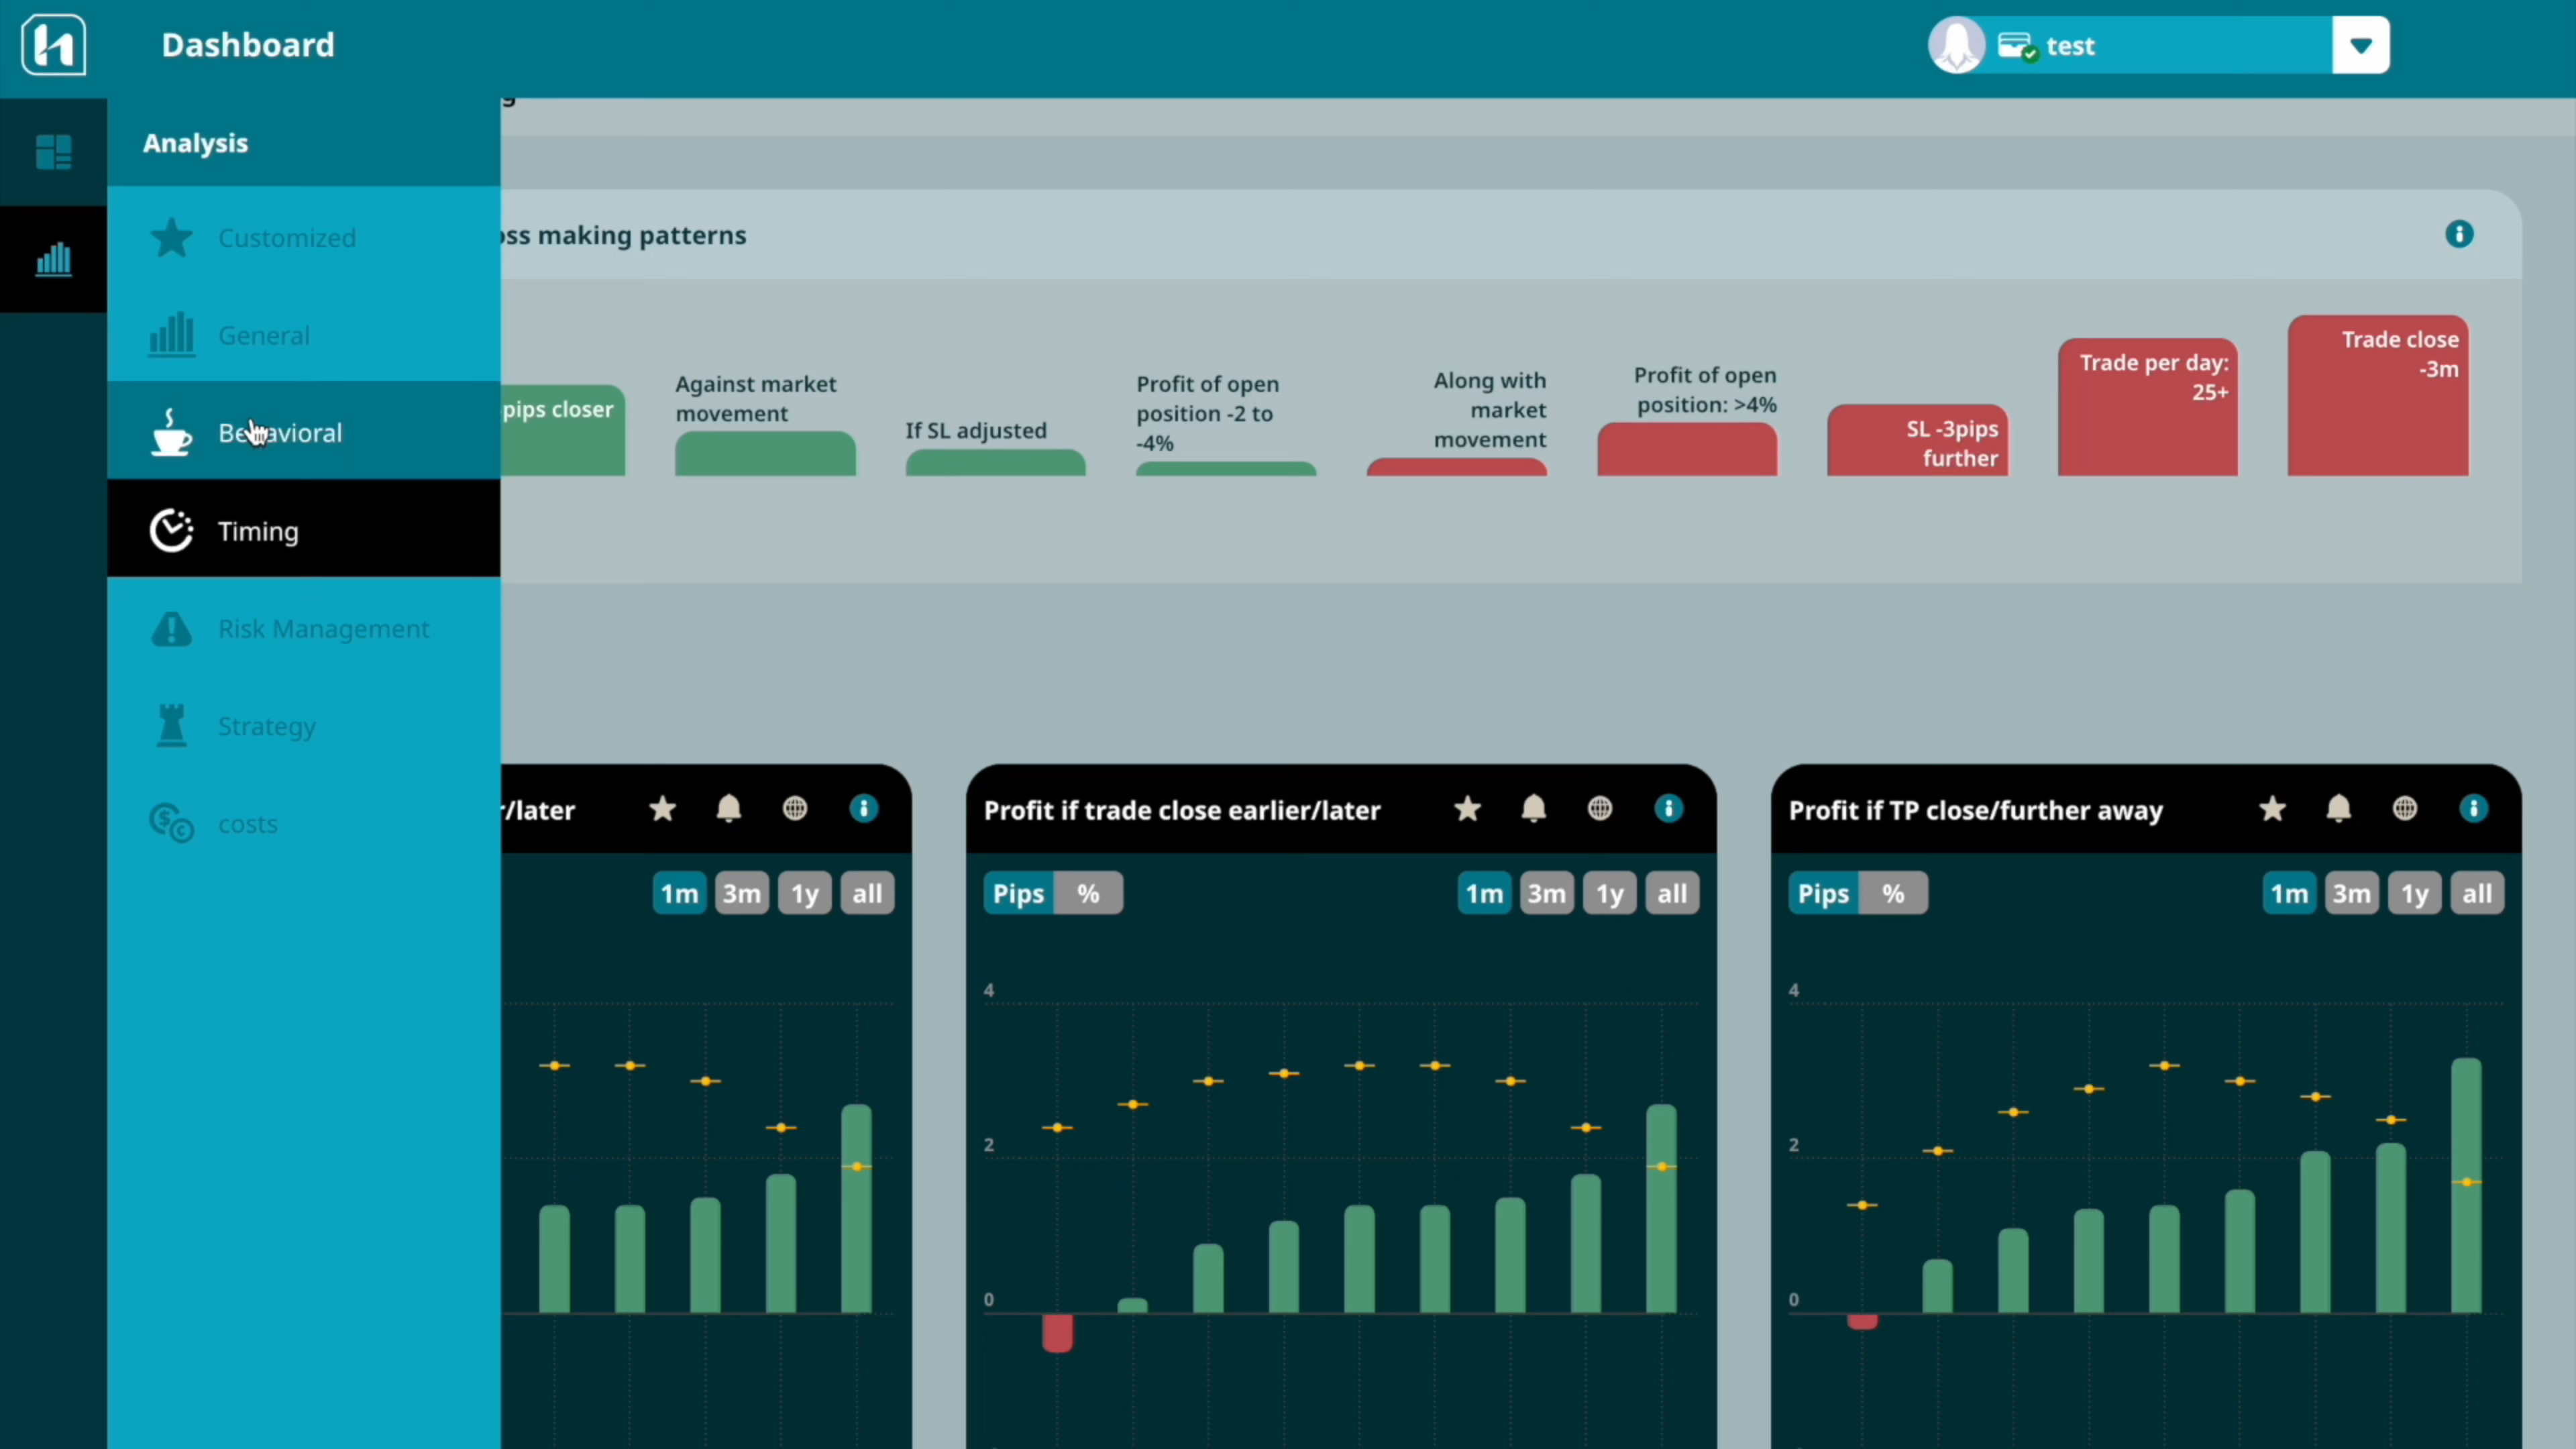 Dashboard
test
Analysis
Customized
General
Behavioral
Timing
Risk Management
Strategy
costs
oss making patterns
pips closer
Against market
movement
If SL adjusted
Profit of open
position -2 to
-4%
Along with
market
movement
Profit of open
position: >4%
SL -3pips
further
Trade per day:
25+
Trade close
-3m
r/later
1m 3m 1y all
Profit if trade close earlier/later
Pips % 1m 3m 1y all
4
2
0
Profit if TP close/further away
Pips % 1m 3m 1y all
4
2
0